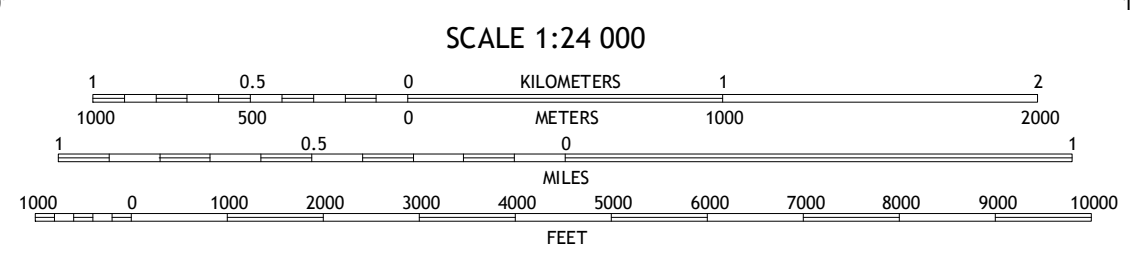 SCALE 1:24 000
1 0.5 0 KILOMETERS 1 2
1000 500 0 METERS 1000 2000
1 0.5 0 1
MILES
1000 0 1000 2000 3000 4000 5000 6000 7000 8000 9000 10000
FEET